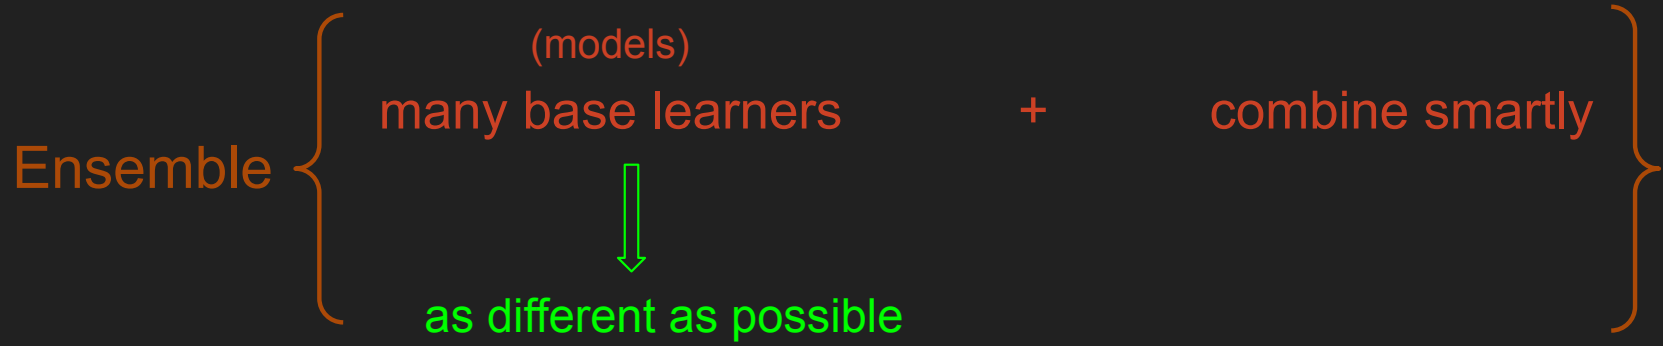 (models)
many base learners + combine smartly
Ensemble
as different as possible